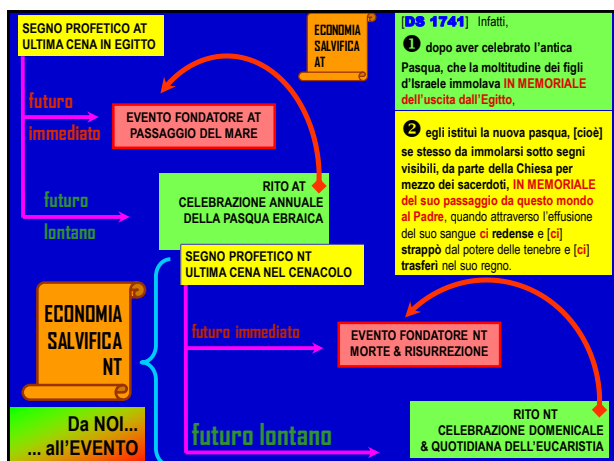 SEGNO PROFETICO AT
ULTIMA CENA IN EGITTO
ECONOMIA
SALVIFICA
AT
futuro
immediato
EVENTO FONDATORE AT
PASSAGGIO DEL MARE
futuro
lontano
RITO AT
CELEBRAZIONE ANNUALE
DELLA PASQUA EBRAICA
[DS 1741] Infatti,
❶ dopo aver celebrato l'antica
Pasqua, che la moltitudine dei figli
d'Israele immolava IN MEMORIALE
dell'uscita dall'Egitto,
❷ egli istituì la nuova pasqua, [cioè]
se stesso da immolarsi sotto segni
visibili, da parte della Chiesa per
mezzo dei sacerdoti, IN MEMORIALE
del suo passaggio da questo mondo
al Padre, quando attraverso l'effusione
del suo sangue ci redense e [ci]
strappò dal potere delle tenebre e [ci]
trasferì nel suo regno.
SEGNO PROFETICO NT
ULTIMA CENA NEL CENACOLO
ECONOMIA
SALVIFICA
NT
futuro immediato
EVENTO FONDATORE NT
MORTE & RISURREZIONE
Da NOI...
... all'EVENTO
futuro lontano
RITO NT
CELEBRAZIONE DOMENICALE
& QUOTIDIANA DELL'EUCARISTIA